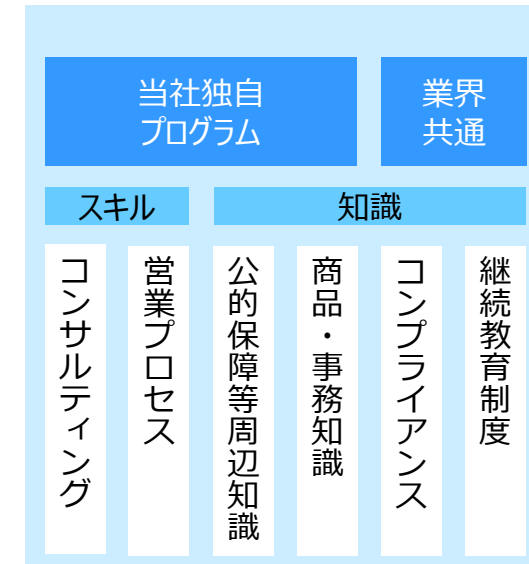 当社独自
プログラム
業界
共通
スキル
知識
コンサルティング
営業プロセス
公的保障等周辺知識
商品・事務知識
コンプライアンス
継続教育制度